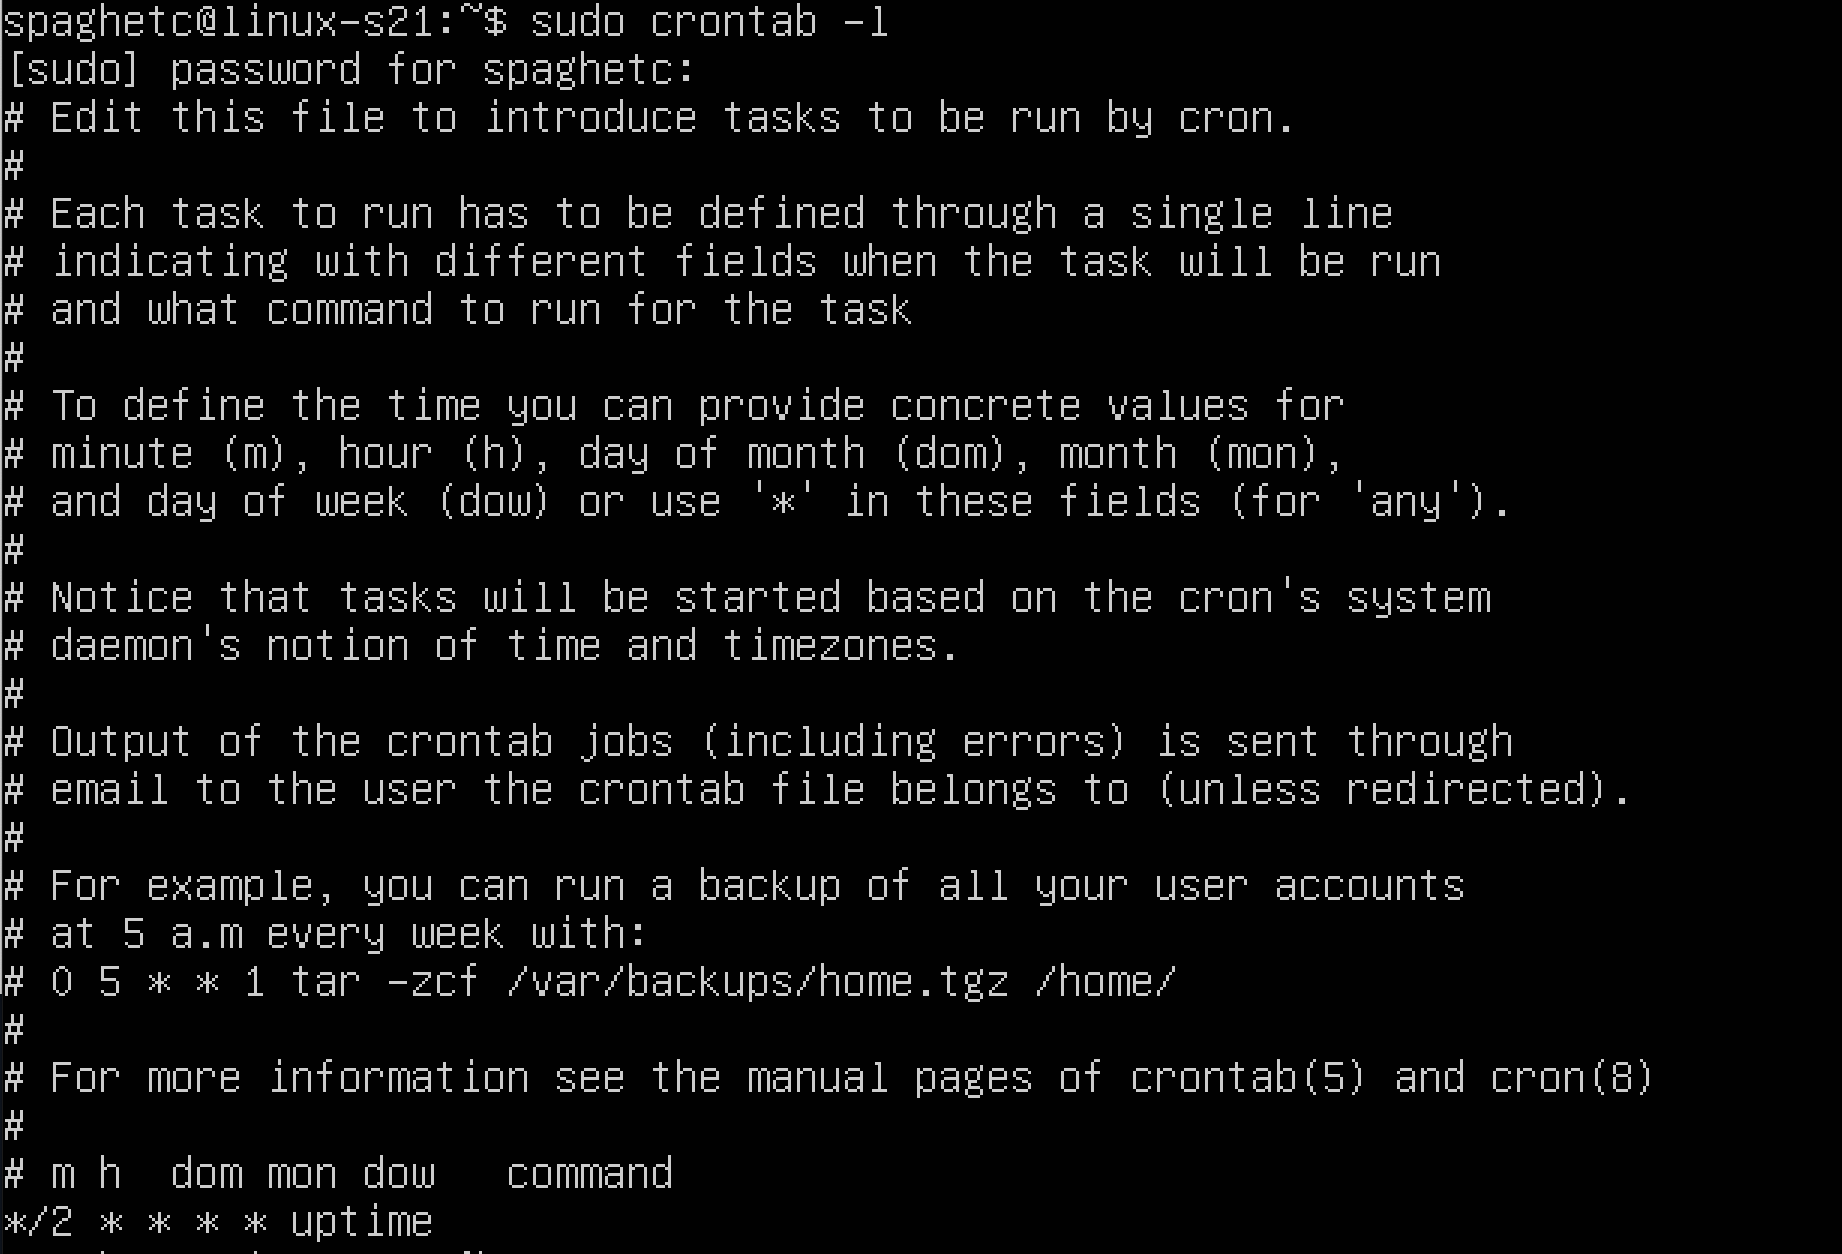 spaghetc@linux-s21:~$ sudo crontab -l
[sudo] password for spaghetc:
# Edit this file to introduce tasks to be run by cron.
#
# Each task to run has to be defined through a single line
# indicating with different fields when the task will be run
# and what command to run for the task
#
# To define the time you can provide concrete values for
# minute (m), hour (h), day of month (dom), month (mon),
# and day of week (dow) or use '*' in these fields (for 'any').
#
# Notice that tasks will be started based on the cron's system
# daemon's notion of time and timezones.
#
# Output of the crontab jobs (including errors) is sent through
# email to the user the crontab file belongs to (unless redirected).
#
# For example, you can run a backup of all your user accounts
# at 5 a.m every week with:
# 0 5 * * 1 tar -zcf /var/backups/home.tgz /home/
#
# For more information see the manual pages of crontab(5) and cron(8)
#
# m h  dom mon dow   command
*/2 * * * * uptime